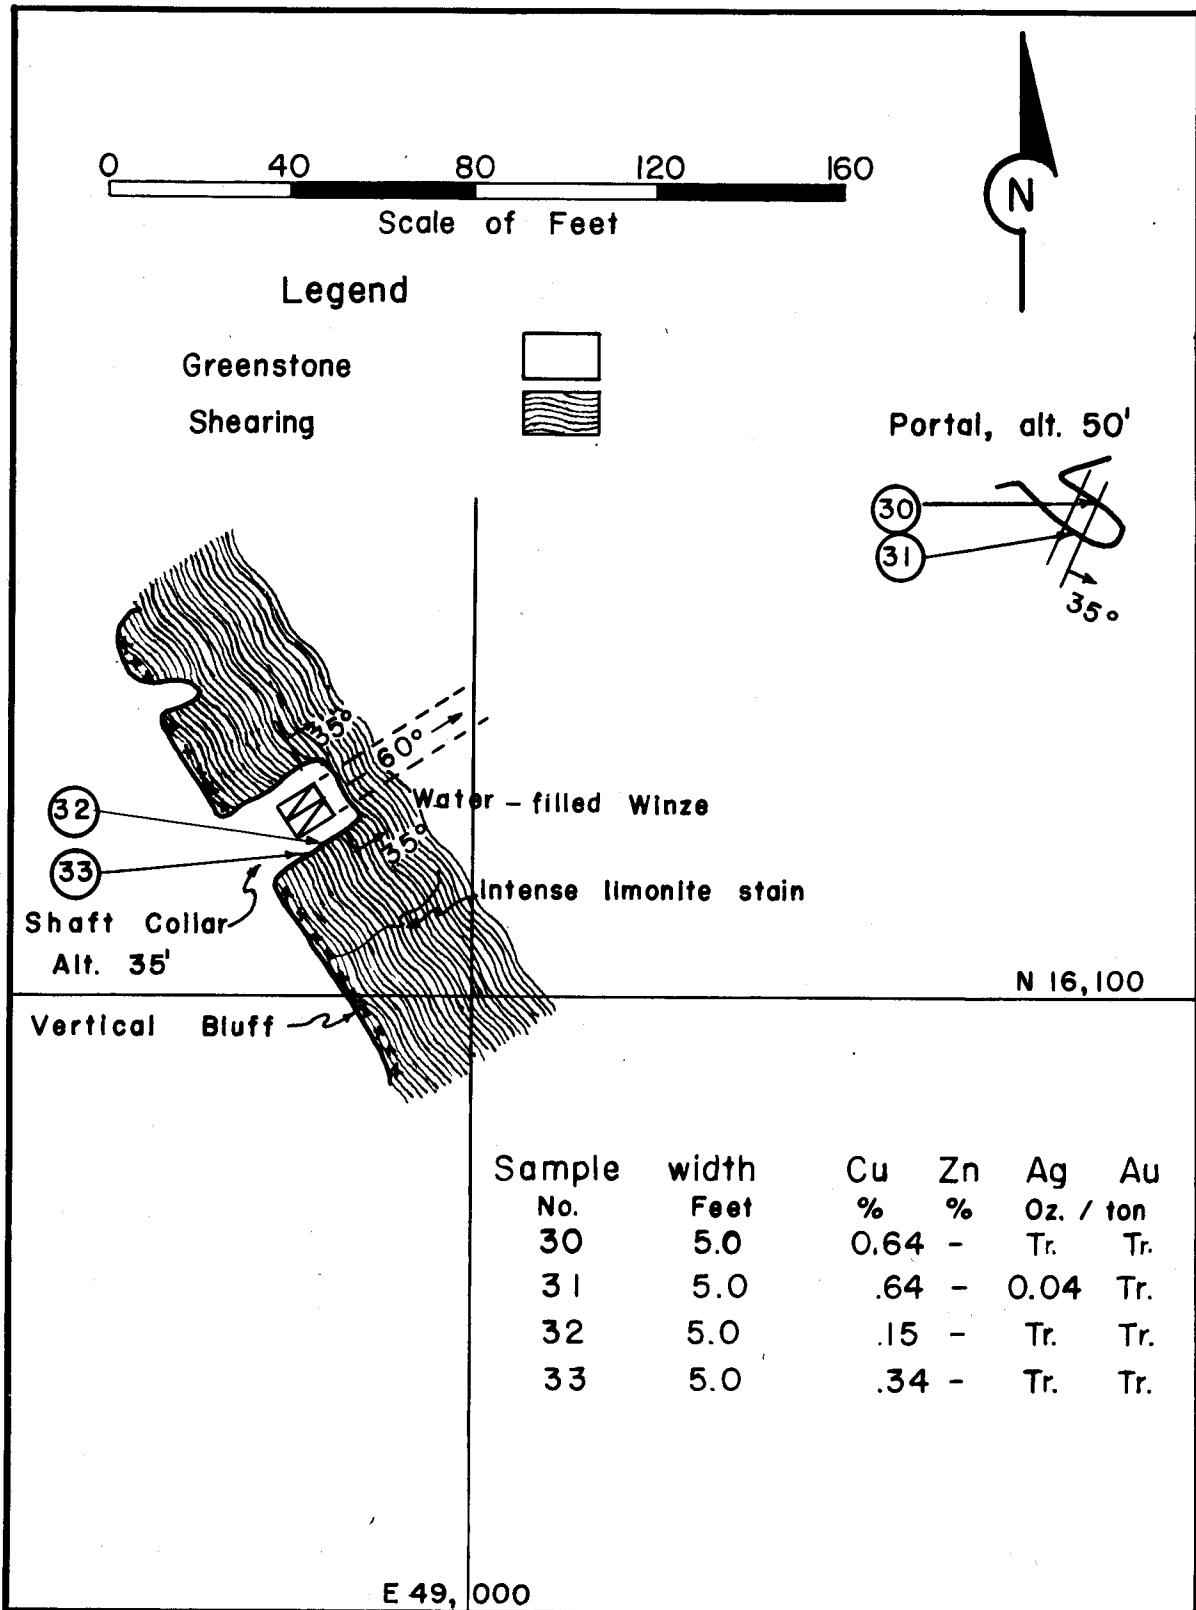 0 40 80 120 160
Scale of Feet
N
Legend
Greenstone
Shearing
Portal, alt. 50'
30
31
35°
35°
60°
32
Water-filled Winze
35°
33
Intense limonite stain
Shaft Collar
Alt. 35'
N 16,100
Vertical Bluff
Sample width Cu Zn Ag Au
No. Feet % % Oz. / ton
30 5.0 0.64 - Tr. Tr.
31 5.0 .64 - 0.04 Tr.
32 5.0 .15 - Tr. Tr.
33 5.0 .34 - Tr. Tr.
E 49,000